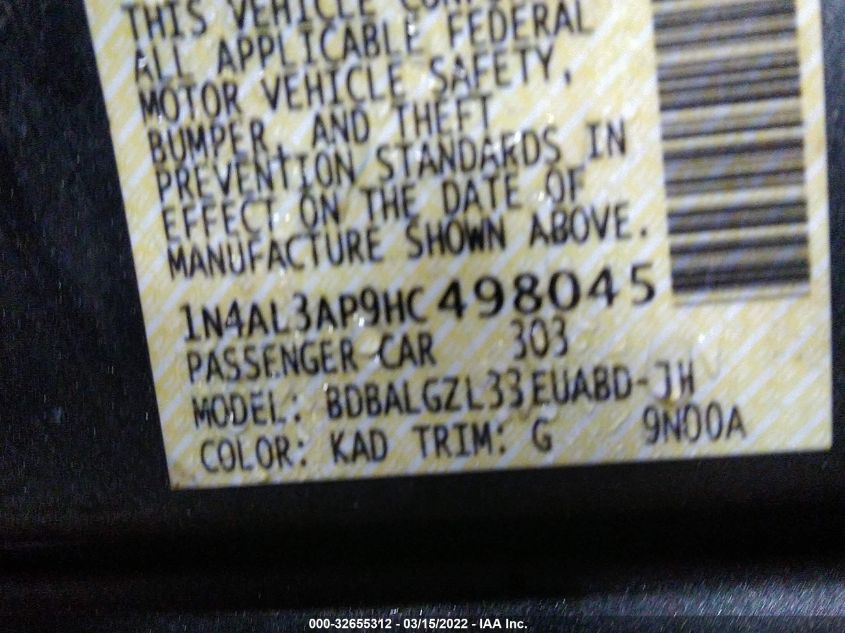 THIS VEHICLE
ALL APPLICABLE FEDERAL
MOTOR VEHICLE SAFETY,
BUMPER, AND THEFT
PREVENTION STANDARDS IN
EFFECT ON THE DATE OF
MANUFACTURE SHOWN ABOVE.
1N4AL3AP9HC498045
PASSENGER CAR 303
MODEL: BDBALGZL33EUABD-JH
COLOR: KAD TRIM: G 9N00A
000-32655312 - 03/15/2022 - IAA Inc.